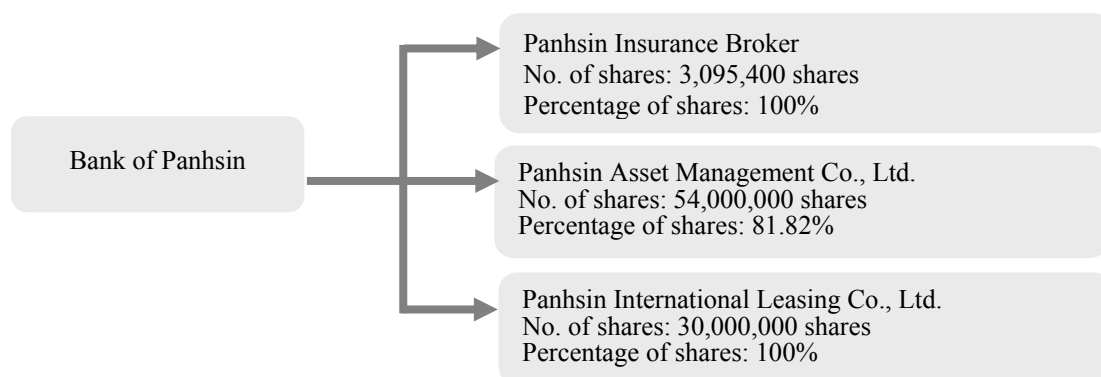 Bank of Panhsin
Panhsin Insurance Broker
No. of shares: 3,095,400 shares
Percentage of shares: 100%
Panhsin Asset Management Co., Ltd.
No. of shares: 54,000,000 shares
Percentage of shares: 81.82%
Panhsin International Leasing Co., Ltd.
No. of shares: 30,000,000 shares
Percentage of shares: 100%